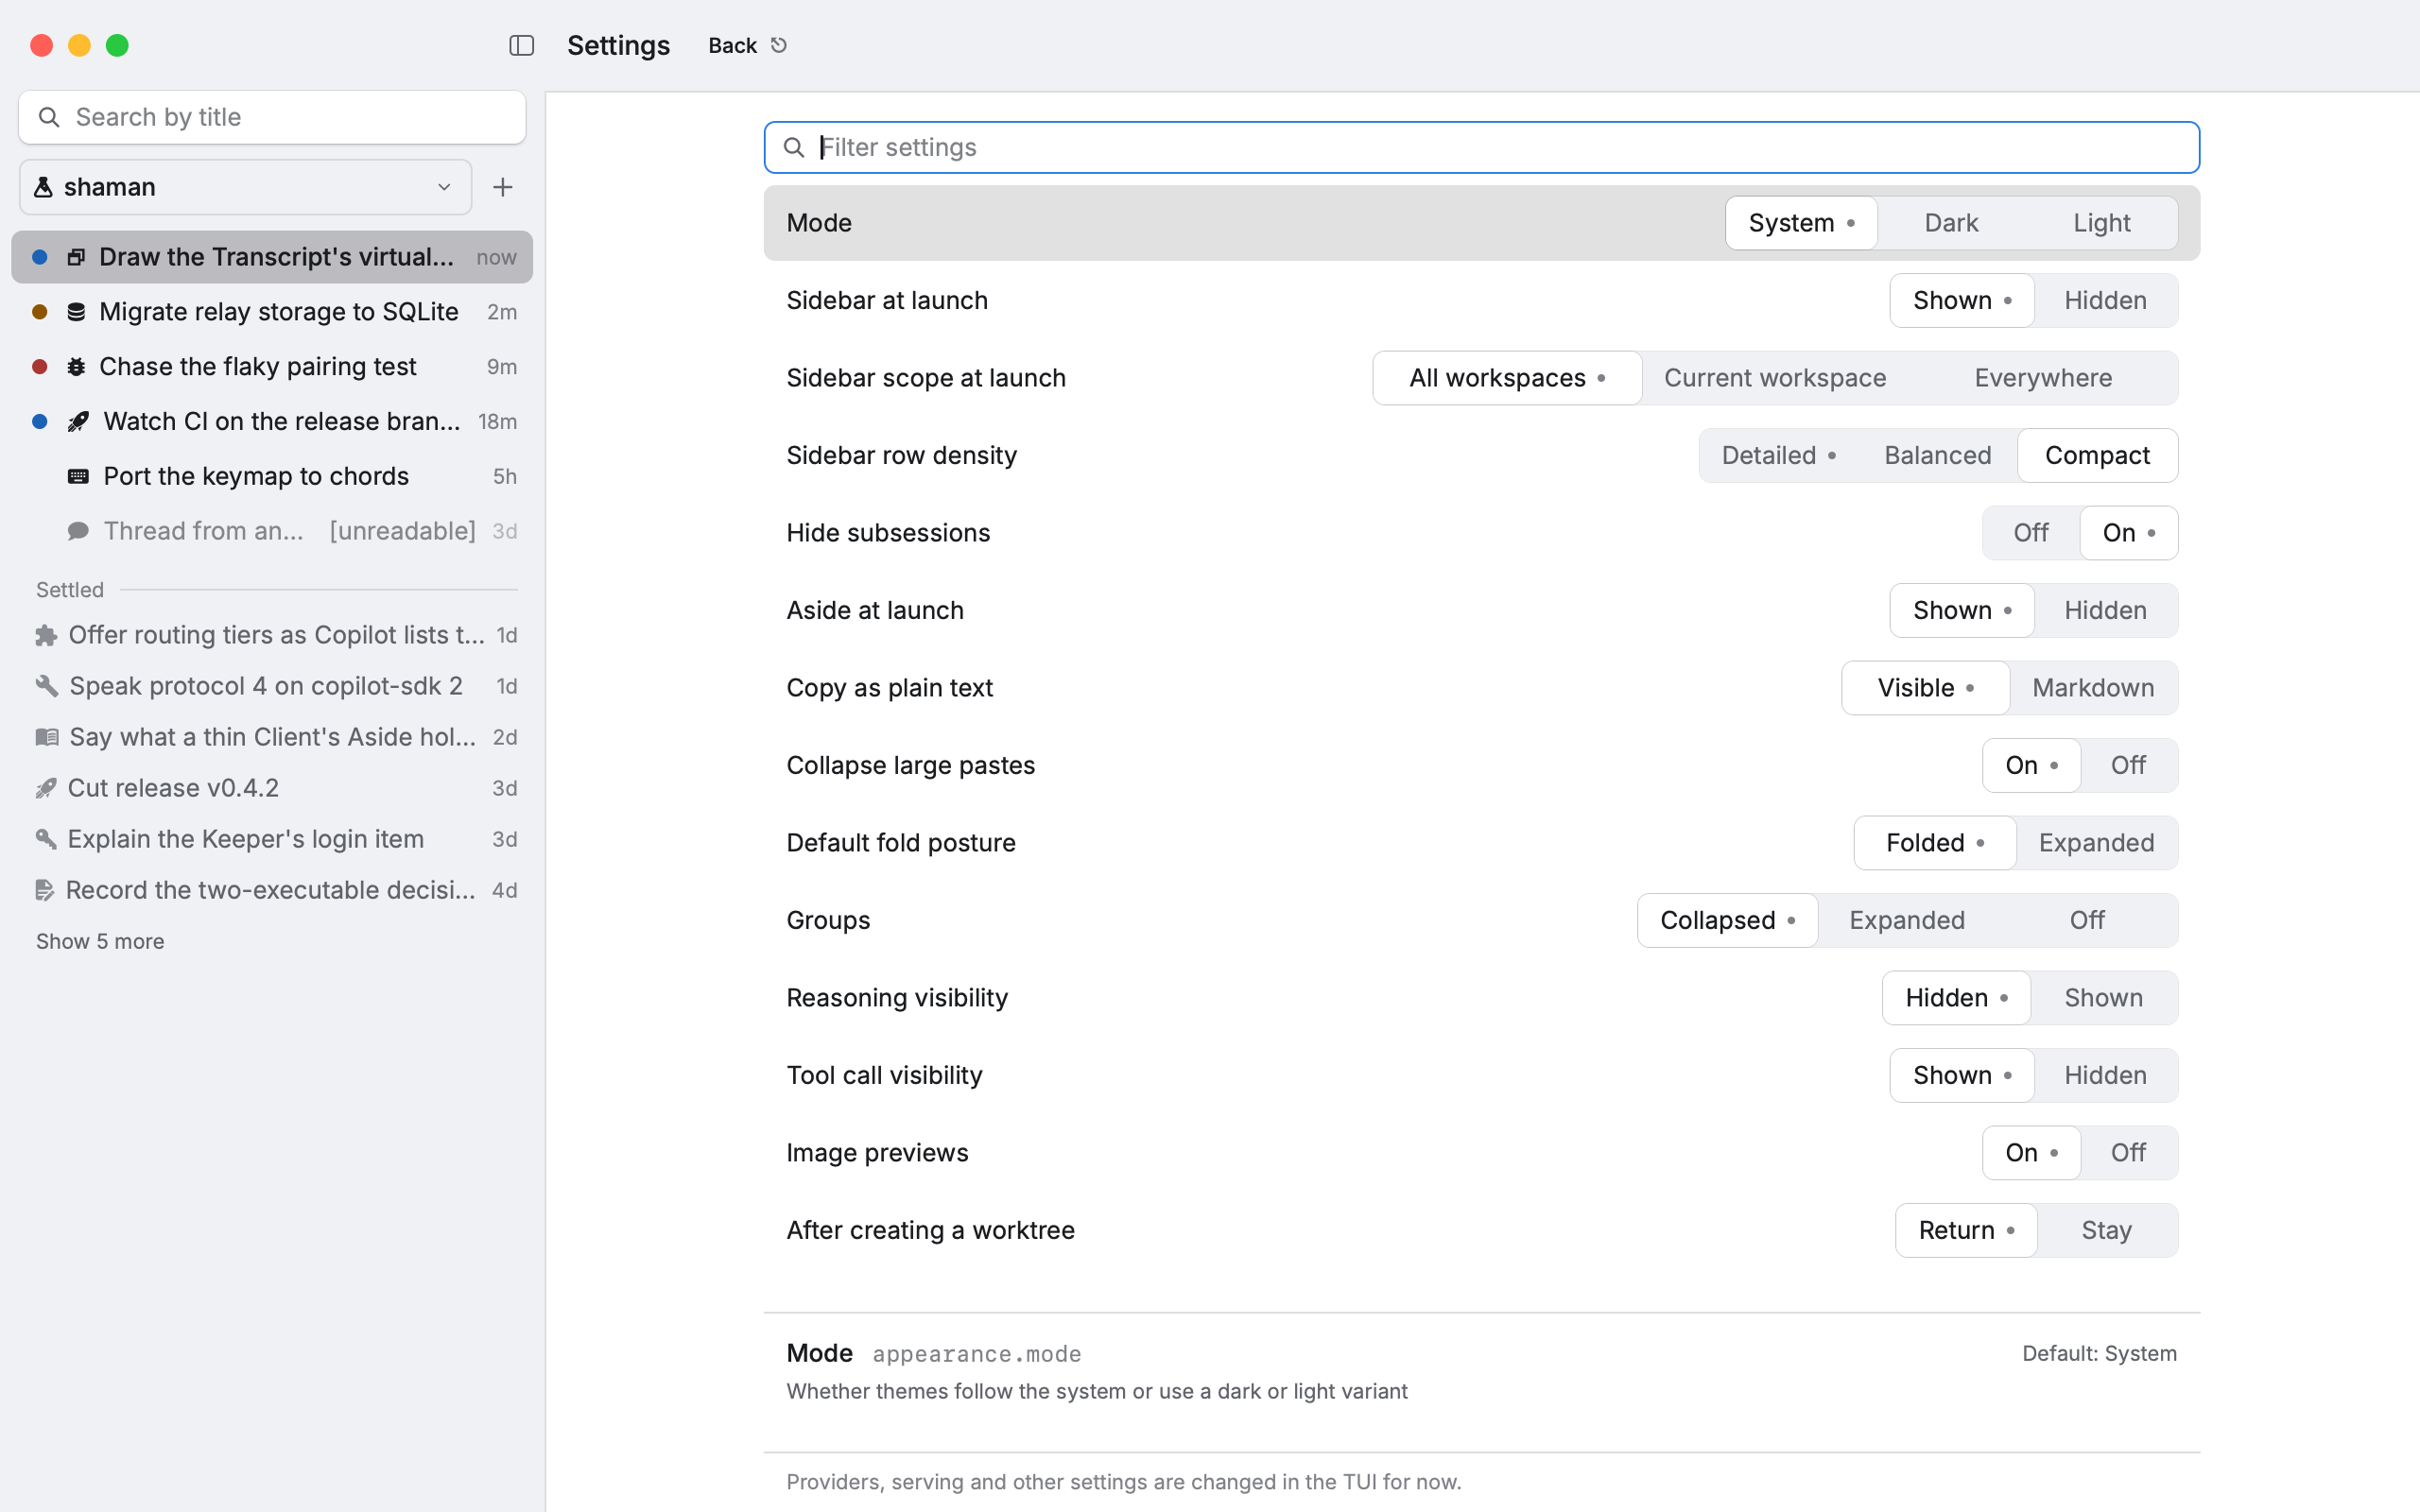 Settings
Back
Search by title
shaman
Draw the Transcript's virtual... now
Migrate relay storage to SQLite 2m
Chase the flaky pairing test 9m
Watch CI on the release bran... 18m
Port the keymap to chords 5h
Thread from an... [unreadable] 3d
Settled
Offer routing tiers as Copilot lists t... 1d
Speak protocol 4 on copilot-sdk 2 1d
Say what a thin Client's Aside hol... 2d
Cut release v0.4.2 3d
Explain the Keeper's login item 3d
Record the two-executable decisi... 4d
Show 5 more
Filter settings
Mode System • Dark Light
Sidebar at launch Shown • Hidden
Sidebar scope at launch All workspaces • Current workspace Everywhere
Sidebar row density Detailed • Balanced Compact
Hide subsessions Off On •
Aside at launch Shown • Hidden
Copy as plain text Visible • Markdown
Collapse large pastes On • Off
Default fold posture Folded • Expanded
Groups Collapsed • Expanded Off
Reasoning visibility Hidden • Shown
Tool call visibility Shown • Hidden
Image previews On • Off
After creating a worktree Return • Stay
Mode appearance.mode Default: System
Whether themes follow the system or use a dark or light variant
Providers, serving and other settings are changed in the TUI for now.